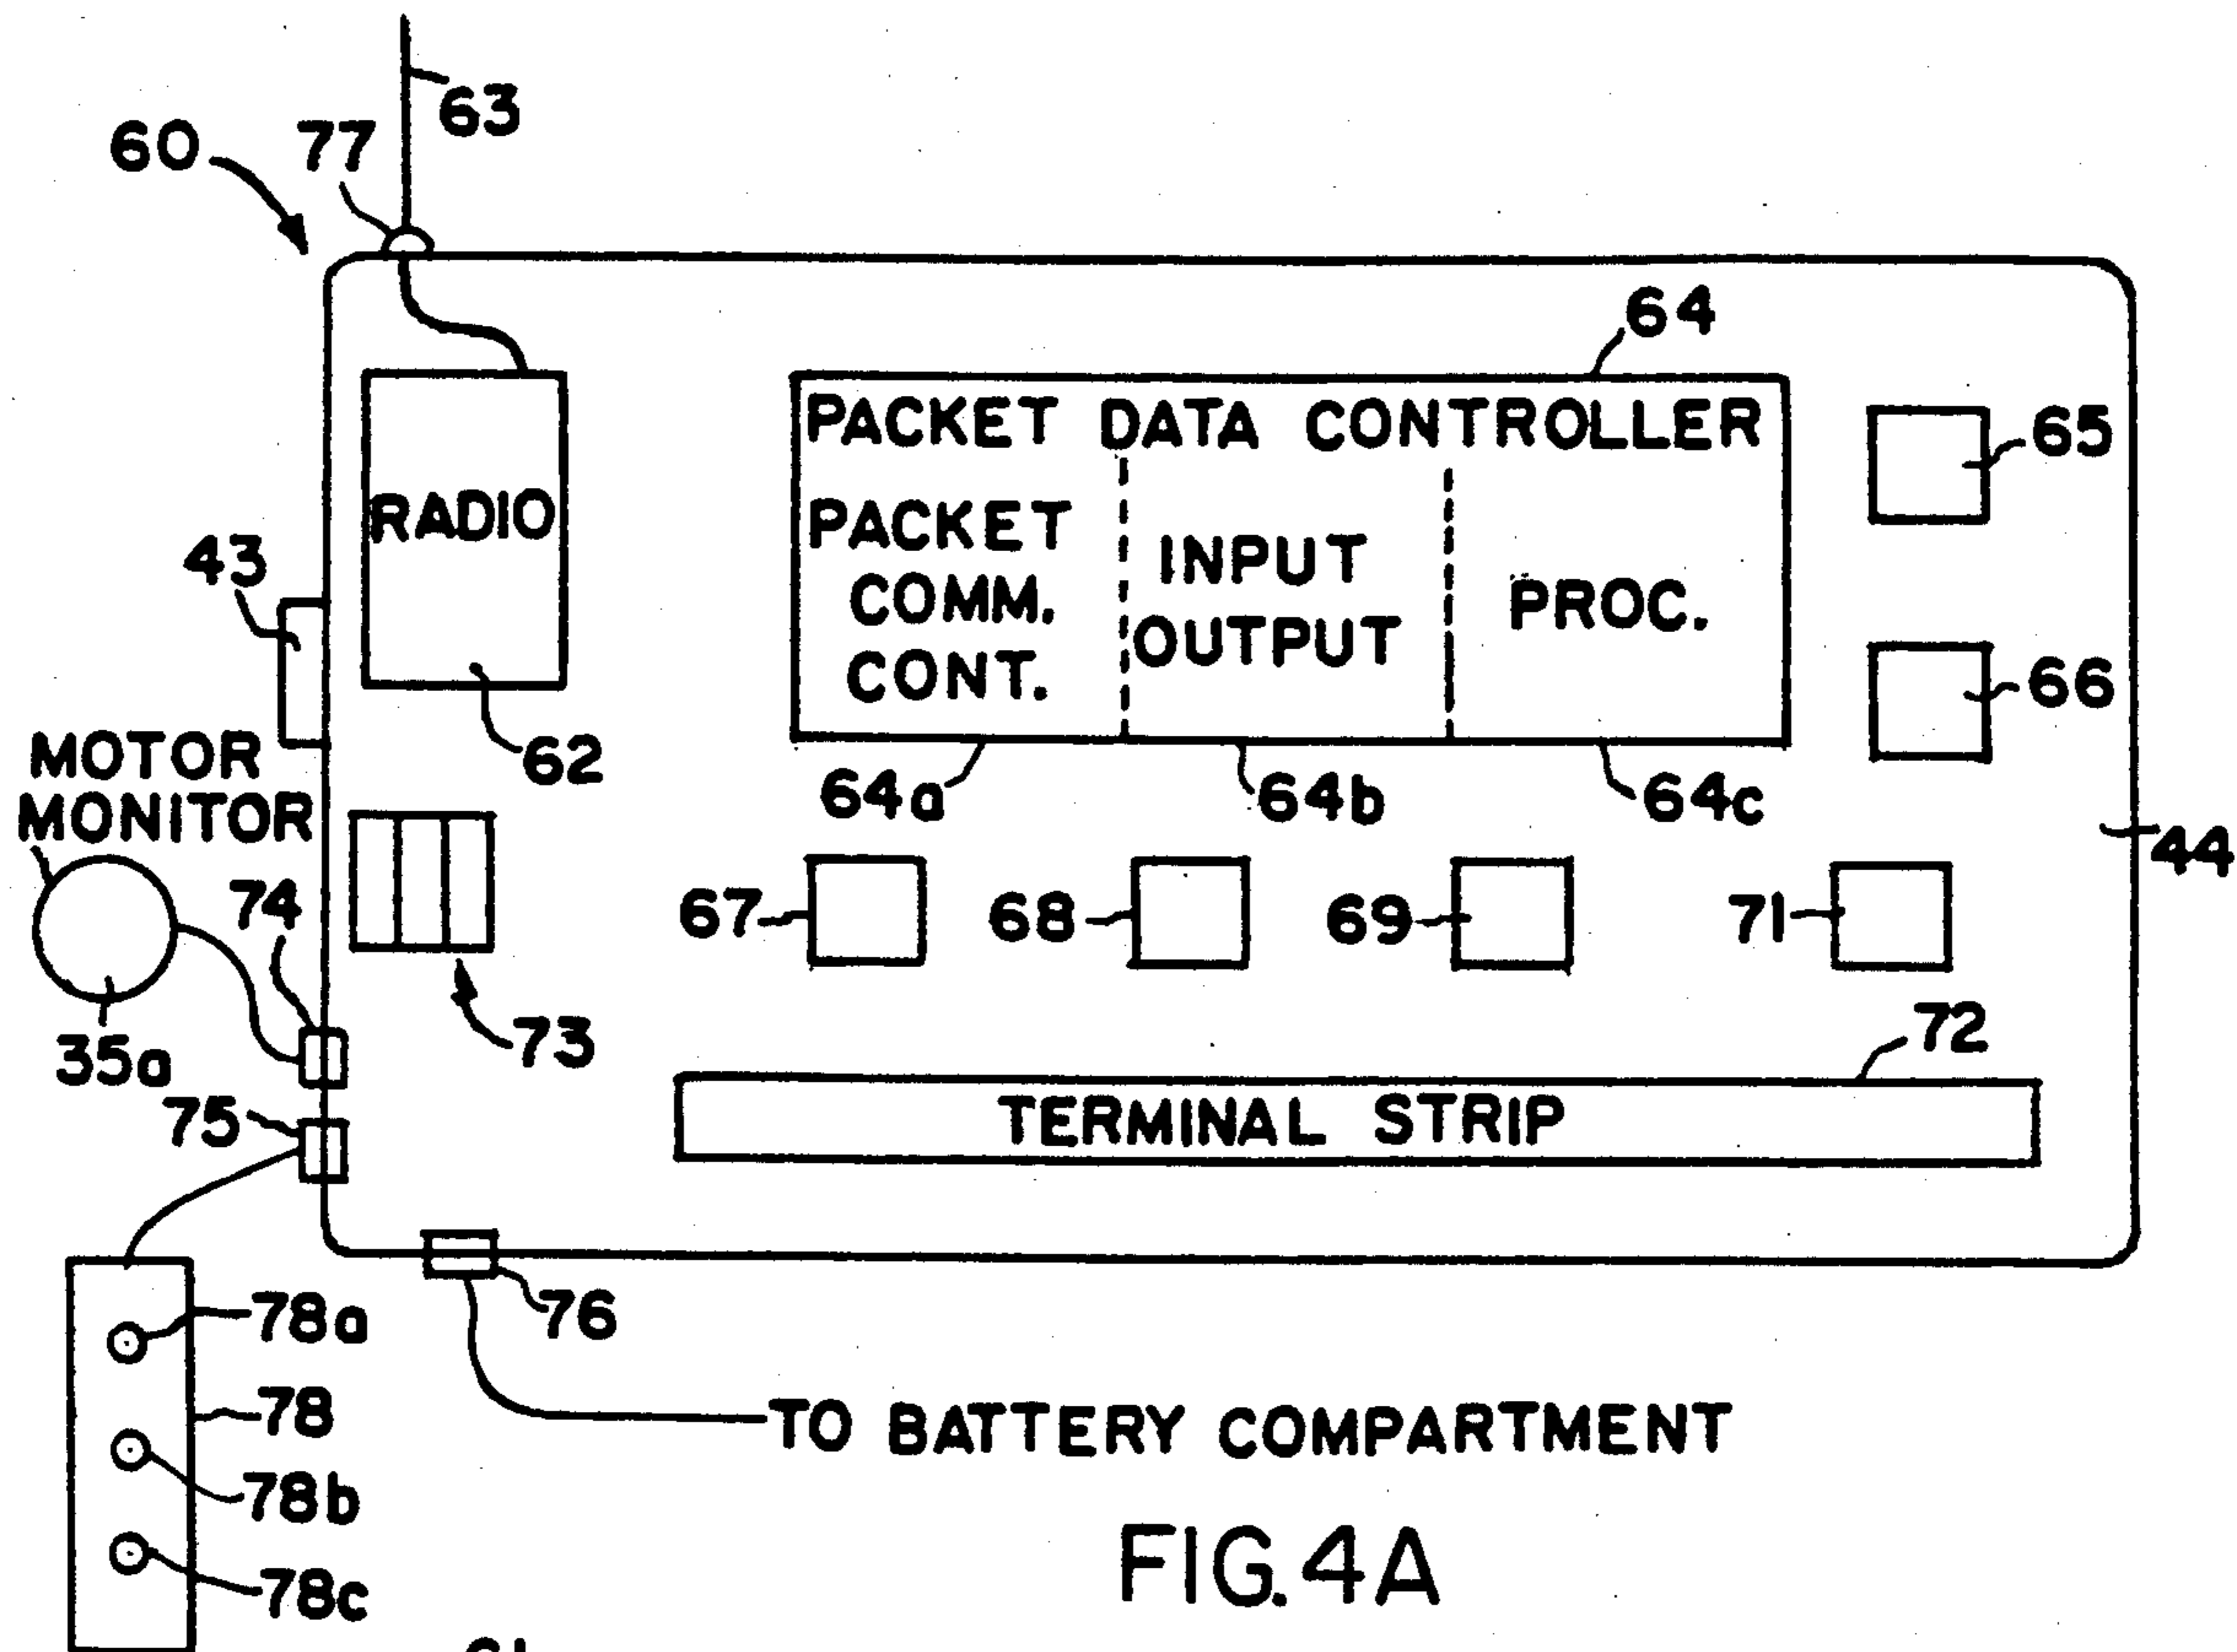 63
60
77
64
PACKET DATA CONTROLLER
PACKET COMM. CONT.
INPUT OUTPUT
PROC.
65
RADIO
43
66
62
MOTOR
MONITOR
64a
64b
64c
44
74
67
68
69
71
73
35a
72
75
TERMINAL STRIP
76
78a
78
TO BATTERY COMPARTMENT
78b
78c
FIG.4A